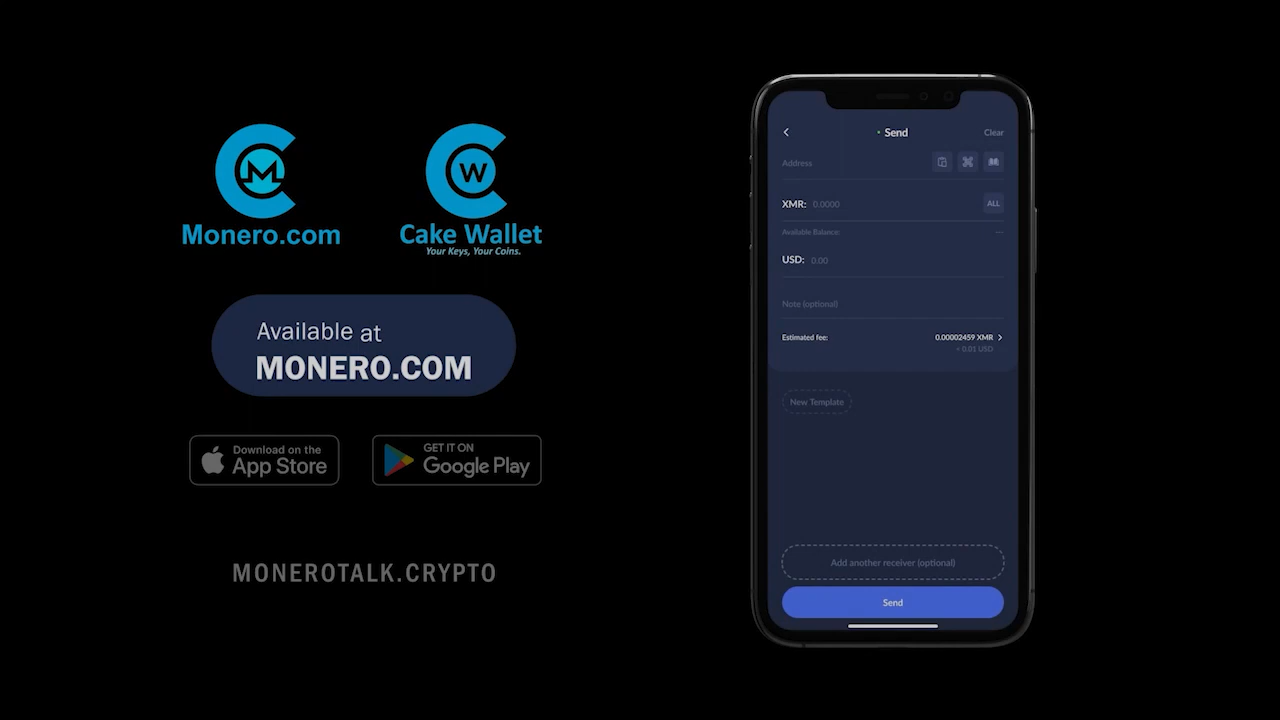 Monero.com
Cake Wallet
Your Keys, Your Coins.
Available at
MONERO.COM
Download on the
App Store
GET IT ON
Google Play
MONEROTALK.CRYPTO
Send
Clear
Address
XMR: 0.0000
ALL
Available Balance: ---
USD: 0.00
Note (optional)
Estimated fee: 0.00002459 XMR
< 0.01 USD
New Template
Add another receiver (optional)
Send